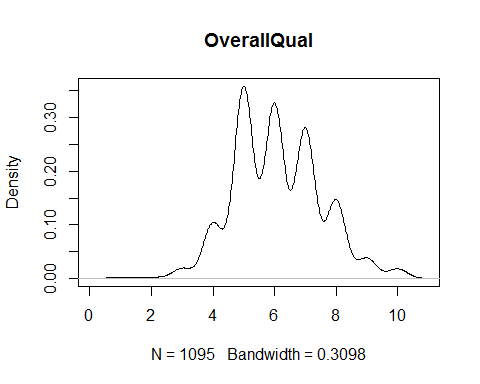 OverallQual
Density
0.00 0.10 0.20 0.30
0 2 4 6 8 10
N = 1095 Bandwidth = 0.3098